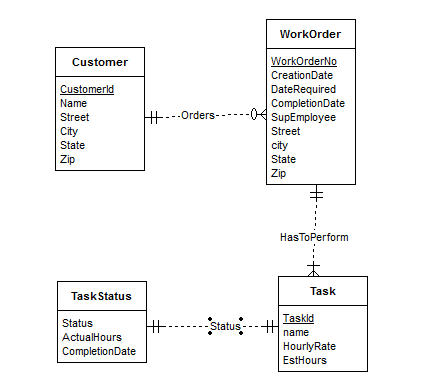 WorkOrder
WorkOrderNo
CreationDate
DateRequired
CompletionDate
SupEmployee
Street
city
State
Zip
Customer
CustomerId
Name
Street
City
State
Zip
Orders
HasToPerform
TaskStatus
Status
ActualHours
CompletionDate
Status
Task
TaskId
name
HourlyRate
EstHours